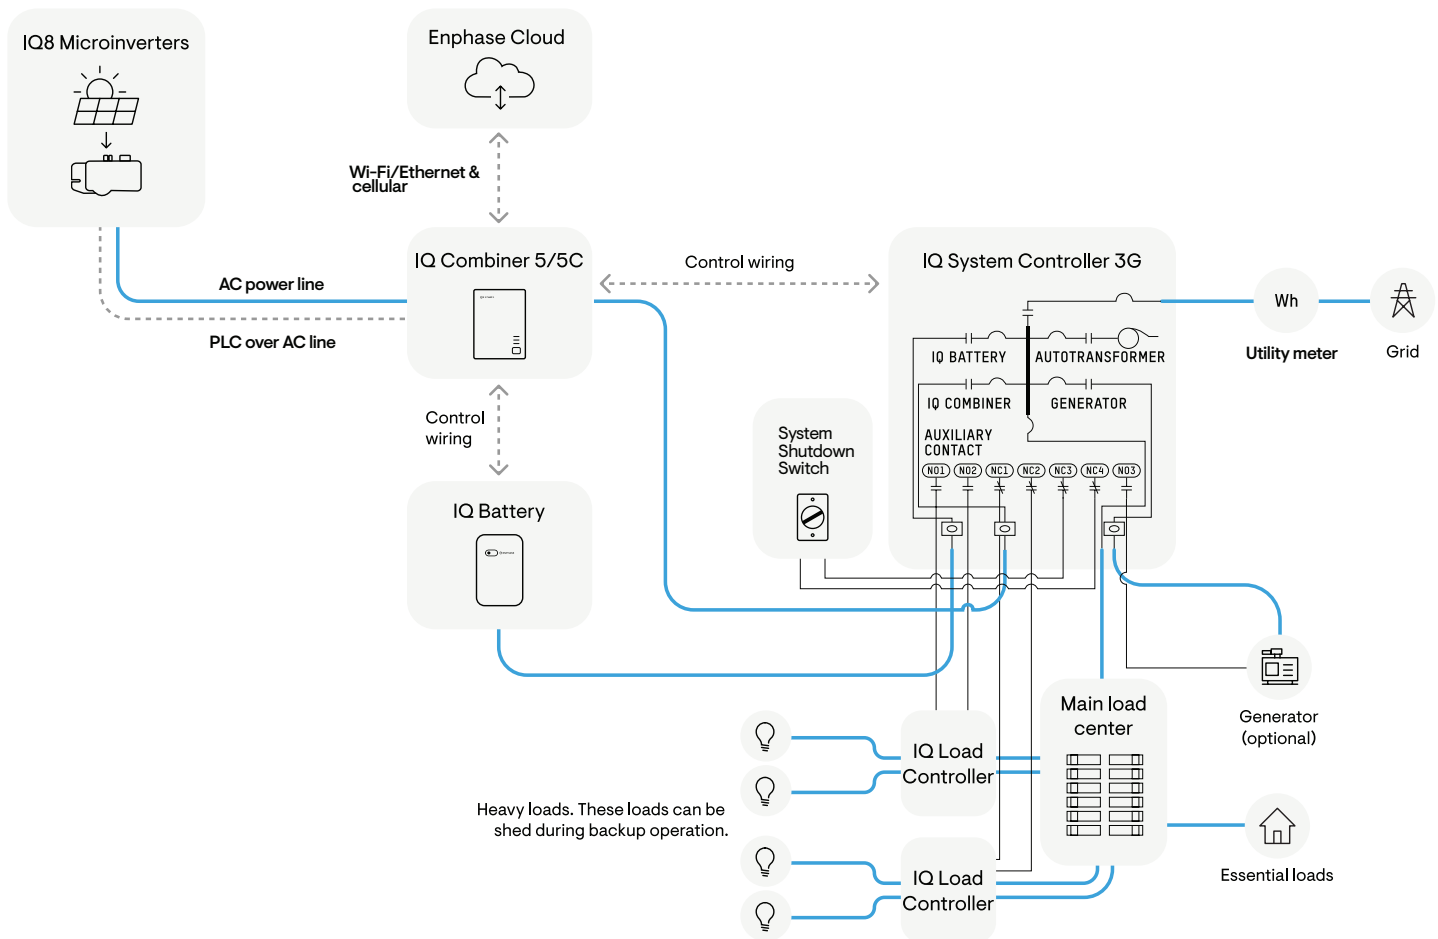 IQ8 Microinverters
Enphase Cloud
Wi-Fi/Ethernet &
cellular
IQ Combiner 5/5C
Control wiring
IQ System Controller 3G
AC power line
PLC over AC line
Wh
Utility meter
Grid
IQ BATTERY
AUTOTRANSFORMER
IQ COMBINER
GENERATOR
AUXILIARY
CONTACT
NO1
NO2
NC1
NC2
NC3
NC4
NO3
Control
wiring
System
Shutdown
Switch
IQ Battery
Main load
center
Generator
(optional)
IQ Load
Controller
Heavy loads. These loads can be
shed during backup operation.
IQ Load
Controller
Essential loads